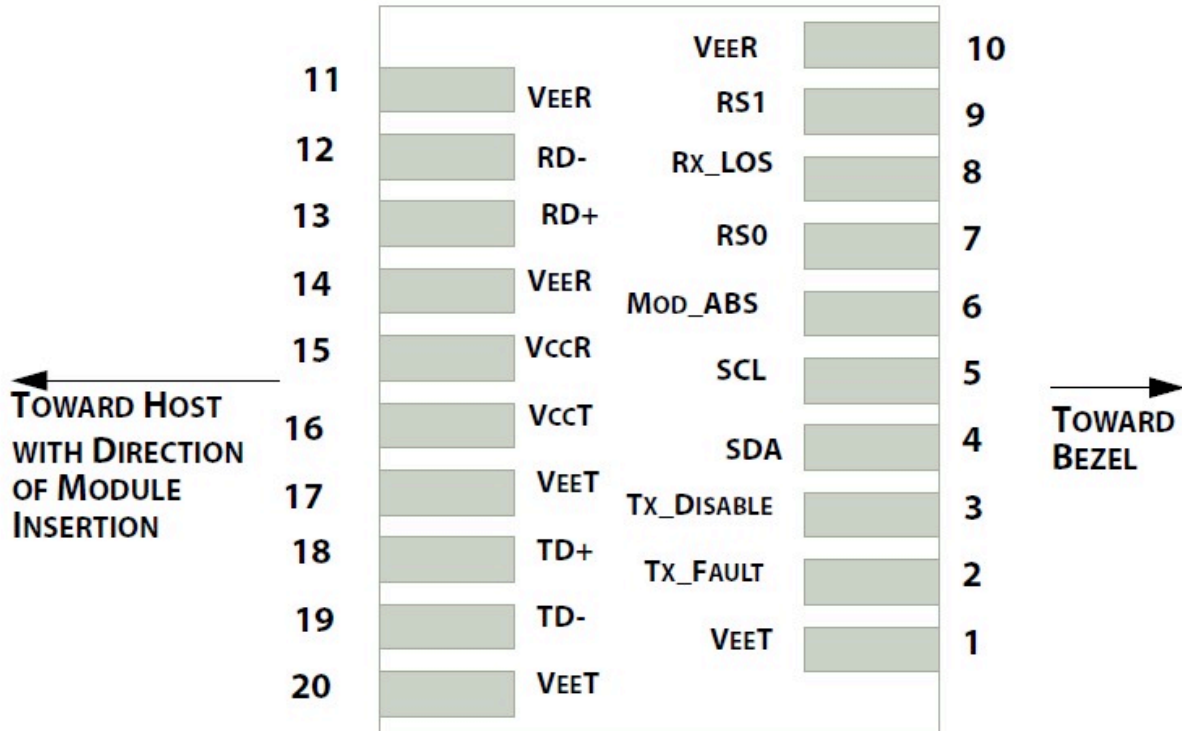 11 VEER
12 RD-
13 RD+
14 VEER
15 VCCR
16 VCCT
17 VEET
18 TD+
19 TD-
20 VEET
VEER 10
RS1 9
RX_LOS 8
RS0 7
MOD_ABS 6
SCL 5
SDA 4
TX_DISABLE 3
TX_FAULT 2
VEET 1
TOWARD HOST
WITH DIRECTION
OF MODULE
INSERTION
TOWARD
BEZEL